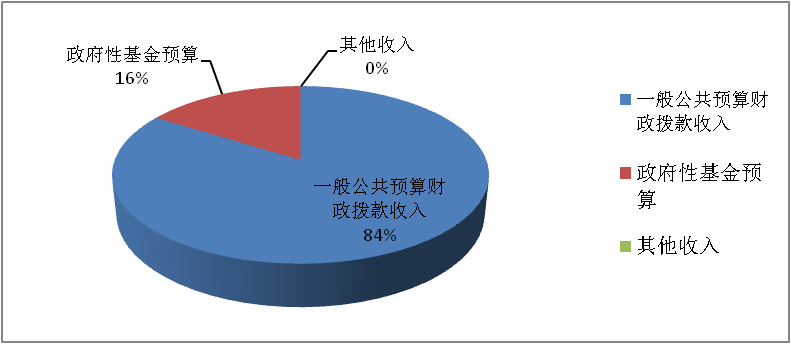 政府性基金预算
16%
其他收入
0%
一般公共预算财
政拨款收入
84%
一般公共预算财
政拨款收入
政府性基金预
算
其他收入